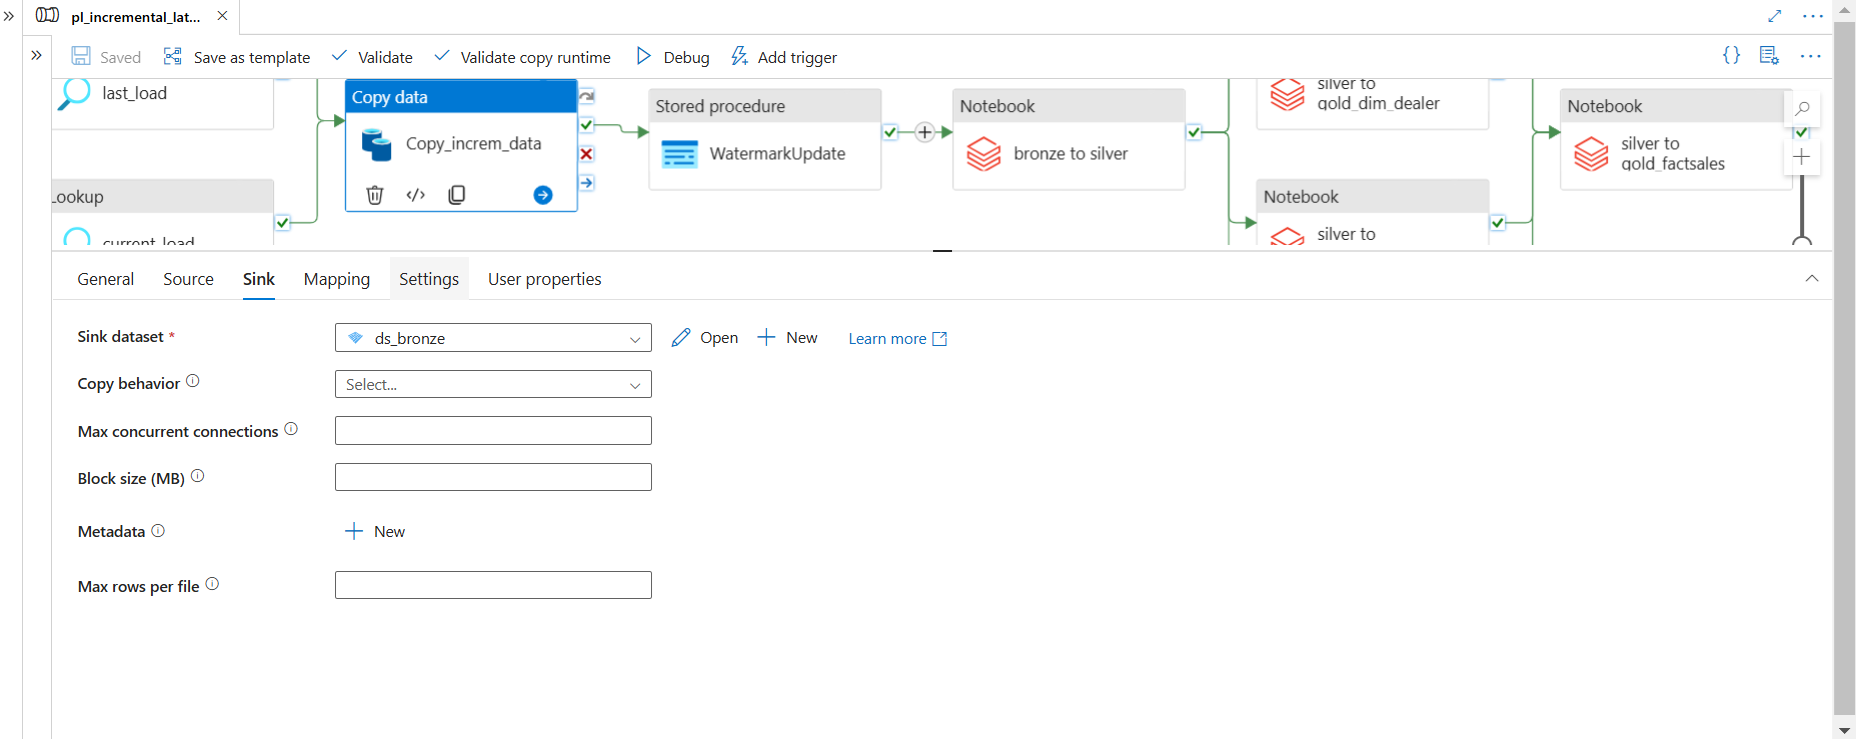 pl_incremental_lat...
Saved
Save as template
Validate
Validate copy runtime
Debug
Add trigger
last_load
Copy data
Copy_increm_data
Stored procedure
WatermarkUpdate
Notebook
bronze to silver
silver to
gold_dim_dealer
Notebook
silver to
gold_factsales
Lookup
current_load
Notebook
silver to
General
Source
Sink
Mapping
Settings
User properties
Sink dataset *
ds_bronze
Open
New
Learn more
Copy behavior
Select...
Max concurrent connections
Block size (MB)
Metadata
New
Max rows per file